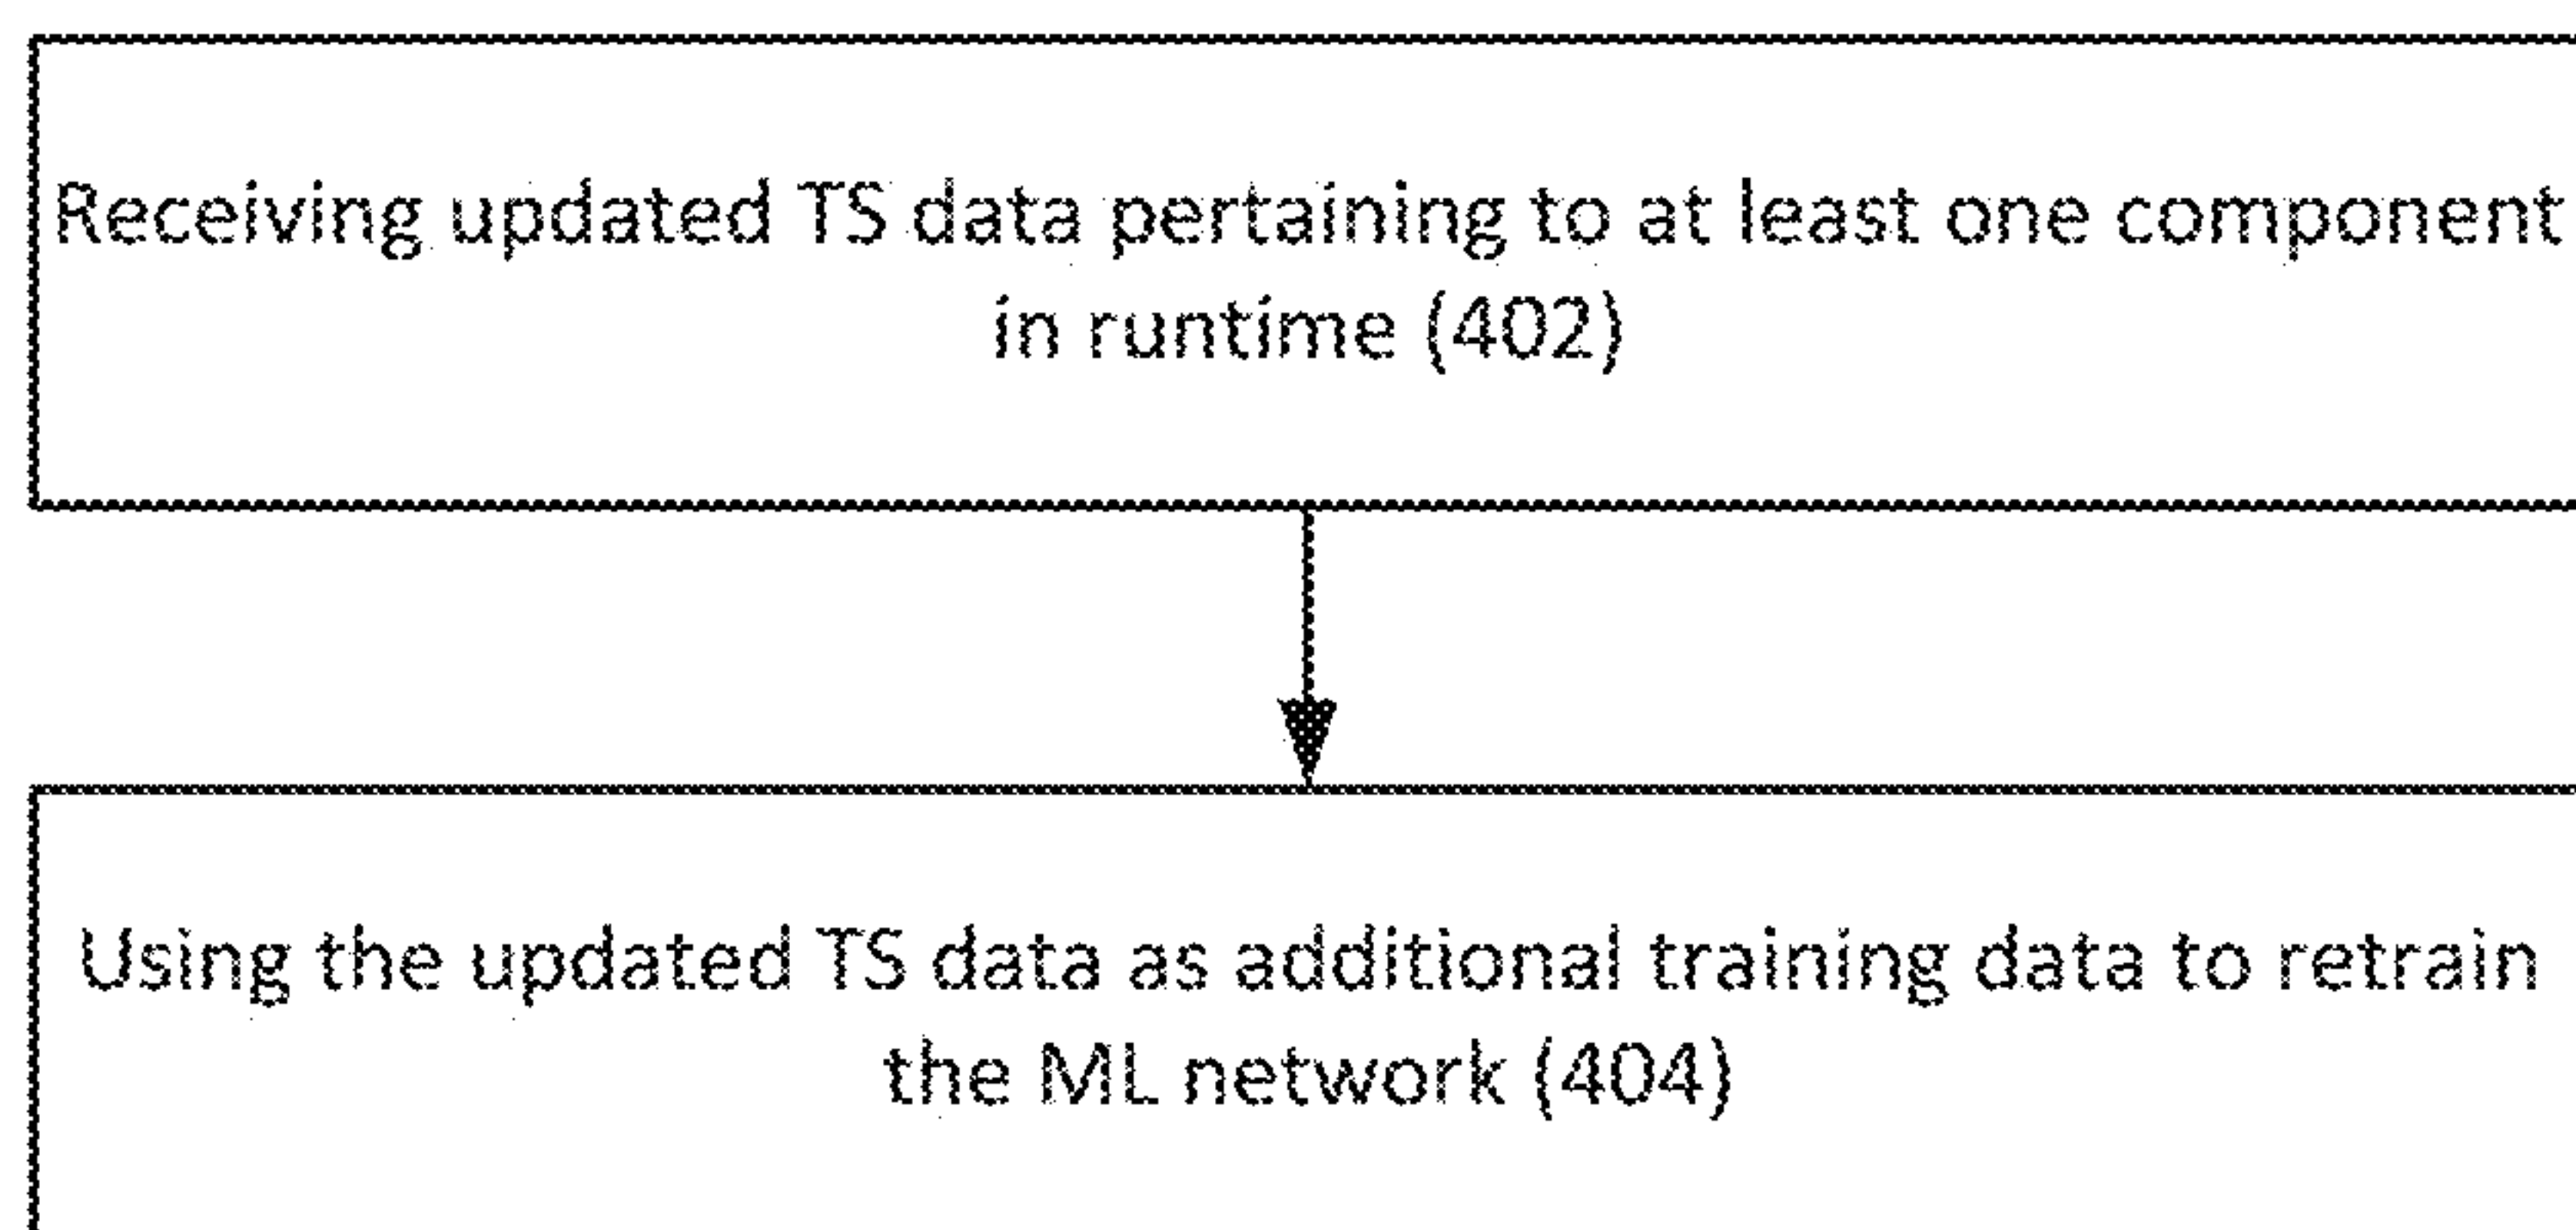 Receiving updated TS data pertaining to at least one component
in runtime (402)
Using the updated TS data as additional training data to retrain
the ML network (404)